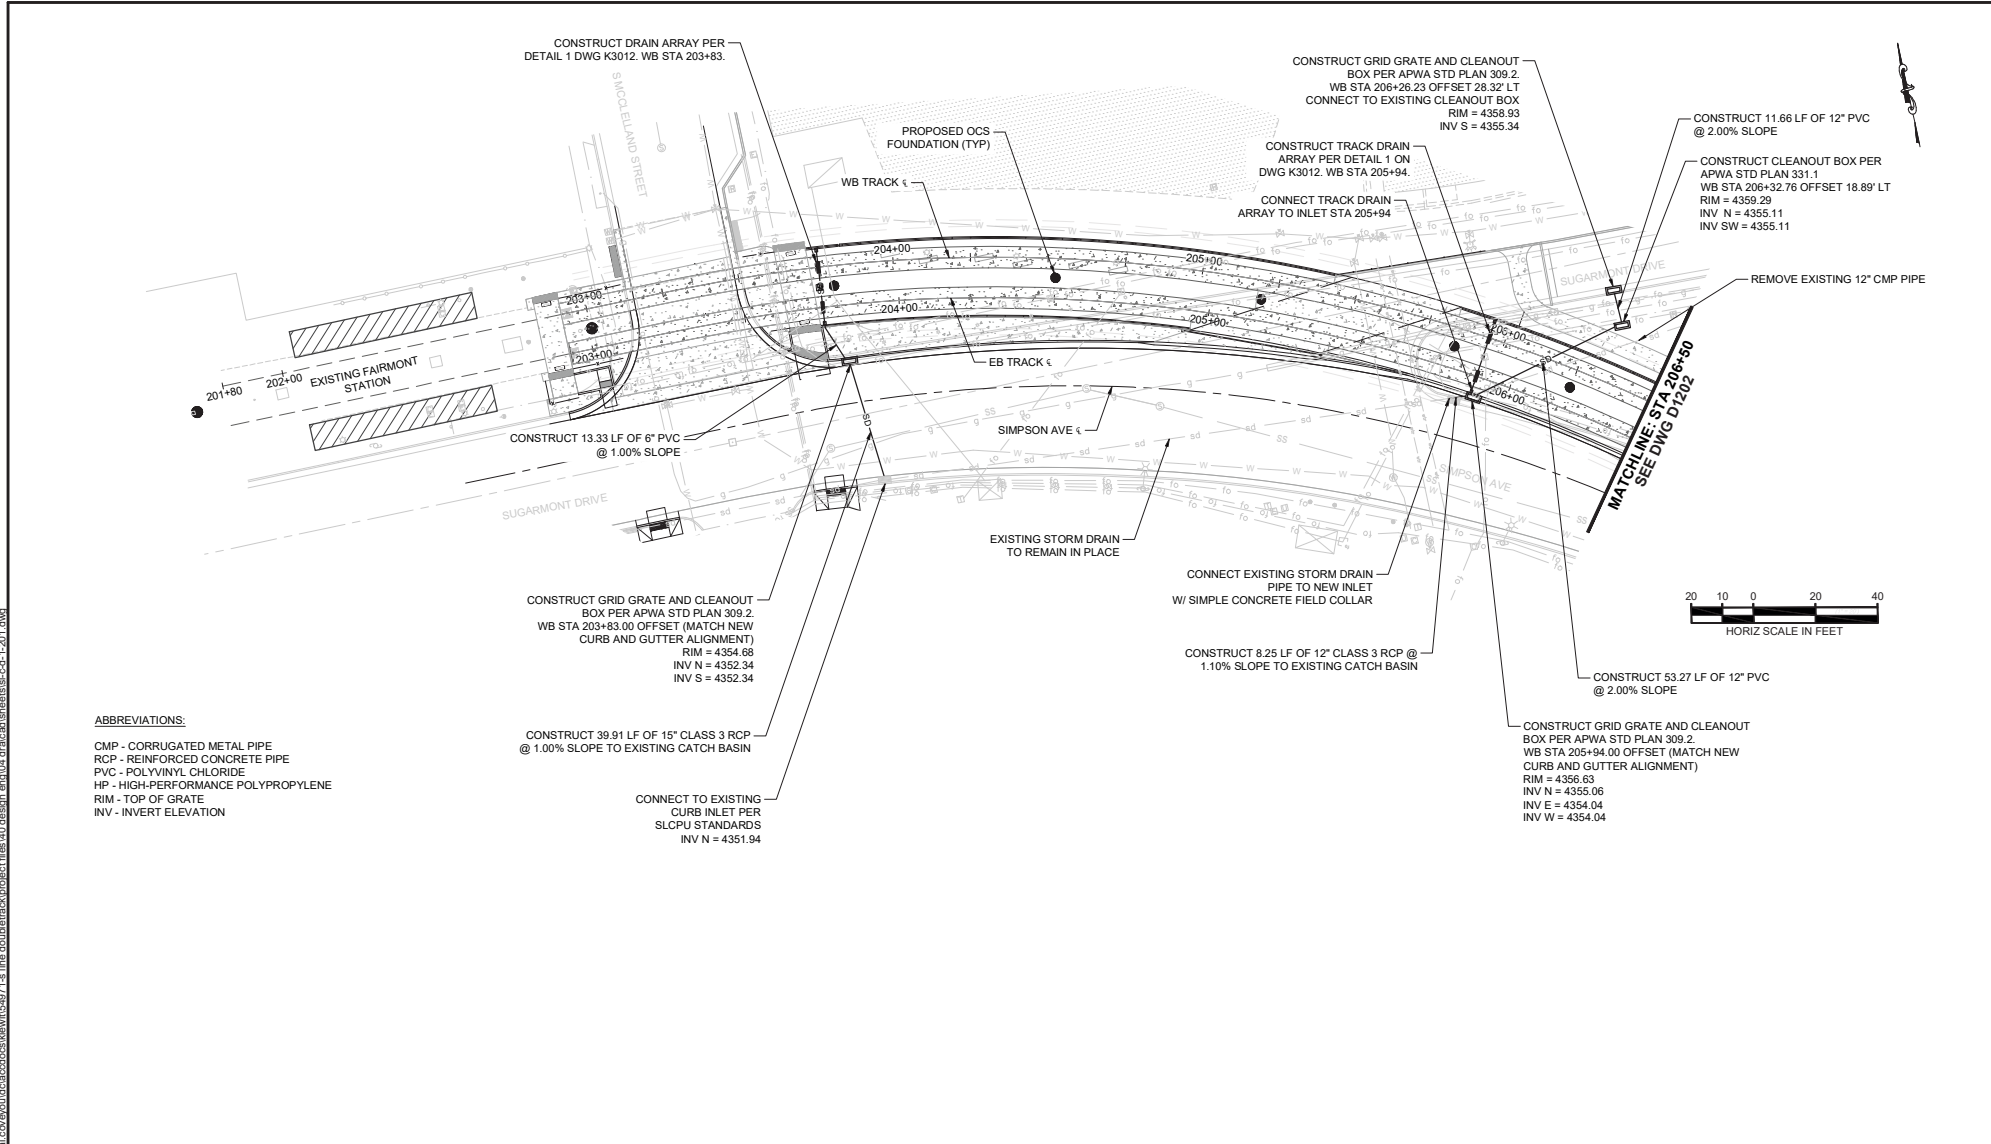 CONSTRUCT DRAIN ARRAY PER
DETAIL 1 DWG K3012. WB STA 203+83.
CONSTRUCT GRID GRATE AND CLEANOUT
BOX PER APWA STD PLAN 309.2.
WB STA 206+26.23 OFFSET 28.32' LT
CONNECT TO EXISTING CLEANOUT BOX
RIM = 4358.93
INV S = 4355.34
CONSTRUCT 11.66 LF OF 12" PVC
@ 2.00% SLOPE
PROPOSED OCS
FOUNDATION (TYP)
CONSTRUCT TRACK DRAIN
ARRAY PER DETAIL 1 ON
DWG K3012. WB STA 205+94.
CONSTRUCT CLEANOUT BOX PER
APWA STD PLAN 331.1
WB STA 206+32.76 OFFSET 18.89' LT
RIM = 4359.29
INV N = 4355.11
INV SW = 4355.11
WB TRACK ℄
CONNECT TRACK DRAIN
ARRAY TO INLET STA 205+94
S MCCLELLAND STREET
204+00
205+00
SUGARMONT DRIVE
REMOVE EXISTING 12" CMP PIPE
203+00
204+00
205+00
203+00
EB TRACK ℄
206+00
201+80
202+00
EXISTING FAIRMONT
STATION
SD
MATCHLINE: STA 206+50
SEE DWG D1202
CONSTRUCT 13.33 LF OF 6" PVC
@ 1.00% SLOPE
SD
SIMPSON AVE ℄
SIMPSON AVE
SUGARMONT DRIVE
EXISTING STORM DRAIN
TO REMAIN IN PLACE
CONNECT EXISTING STORM DRAIN
PIPE TO NEW INLET
W/ SIMPLE CONCRETE FIELD COLLAR
20 10 0 20 40
HORIZ SCALE IN FEET
CONSTRUCT GRID GRATE AND CLEANOUT
BOX PER APWA STD PLAN 309.2.
WB STA 203+83.00 OFFSET (MATCH NEW
CURB AND GUTTER ALIGNMENT)
RIM = 4354.68
INV N = 4352.34
INV S = 4352.34
CONSTRUCT 8.25 LF OF 12" CLASS 3 RCP @
1.10% SLOPE TO EXISTING CATCH BASIN
CONSTRUCT 53.27 LF OF 12" PVC
@ 2.00% SLOPE
CONSTRUCT GRID GRATE AND CLEANOUT
BOX PER APWA STD PLAN 309.2.
WB STA 205+94.00 OFFSET (MATCH NEW
CURB AND GUTTER ALIGNMENT)
RIM = 4356.63
INV N = 4355.06
INV E = 4354.04
INV W = 4354.04
CONSTRUCT 39.91 LF OF 15" CLASS 3 RCP
@ 1.00% SLOPE TO EXISTING CATCH BASIN
CONNECT TO EXISTING
CURB INLET PER
SLCPU STANDARDS
INV N = 4351.94
ABBREVIATIONS:
CMP - CORRUGATED METAL PIPE
RCP - REINFORCED CONCRETE PIPE
PVC - POLYVINYL CHLORIDE
HP - HIGH-PERFORMANCE POLYPROPYLENE
RIM - TOP OF GRATE
INV - INVERT ELEVATION